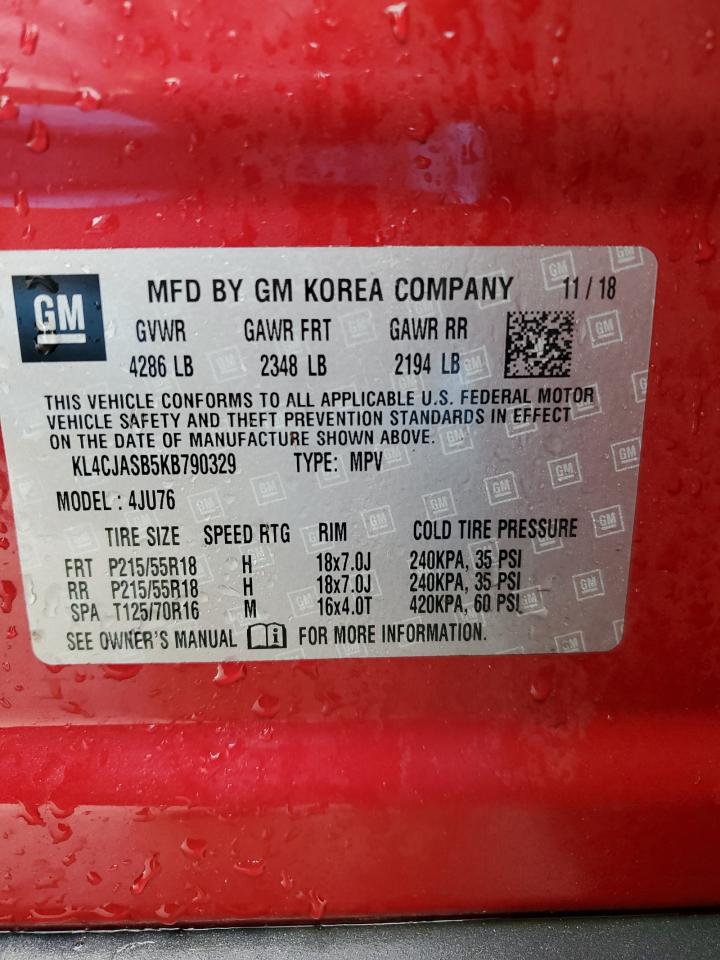 GM MFD BY GM KOREA COMPANY 11 / 18
GVWR GAWR FRT GAWR RR
4286 LB 2348 LB 2194 LB
THIS VEHICLE CONFORMS TO ALL APPLICABLE U.S. FEDERAL MOTOR
VEHICLE SAFETY AND THEFT PREVENTION STANDARDS IN EFFECT
ON THE DATE OF MANUFACTURE SHOWN ABOVE.
KL4CJASB5KB790329 TYPE: MPV
MODEL : 4JU76
TIRE SIZE SPEED RTG RIM COLD TIRE PRESSURE
FRT P215/55R18 H 18x7.0J 240KPA, 35 PSI
RR P215/55R18 H 18x7.0J 240KPA, 35 PSI
SPA T125/70R16 M 16x4.0T 420KPA, 60 PSI
SEE OWNER'S MANUAL FOR MORE INFORMATION.